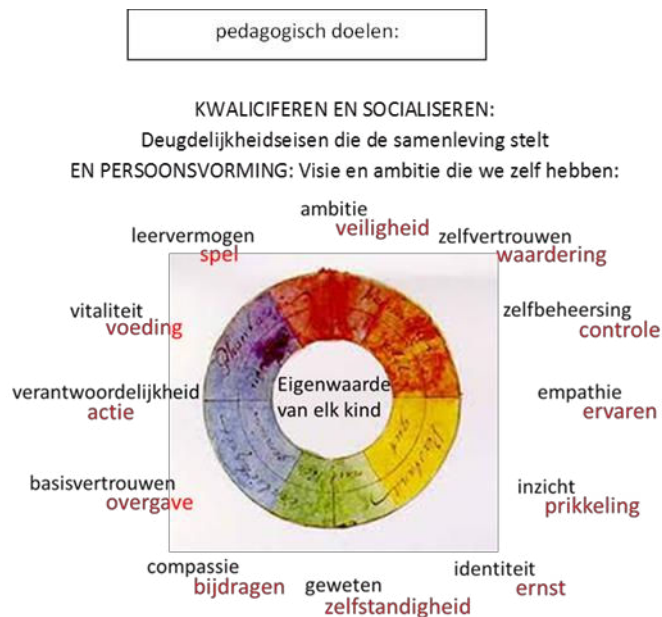 pedagogisch doelen:
KWALICIFEREN EN SOCIALISEREN:
Deugdelijkheidseisen die de samenleving stelt
EN PERSOONSVORMING: Visie en ambitie die we zelf hebben:
ambitie
veiligheid
zelfvertrouwen
waardering
zelfbeheersing
controle
empathie
ervaren
inzicht
prikkeling
identiteit
ernst
geweten
zelfstandigheid
compassie
bijdragen
basisvertrouwen
overgave
verantwoordelijkheid
actie
vitaliteit
voeding
leervermogen
spel
Eigenwaarde
van elk kind
gut